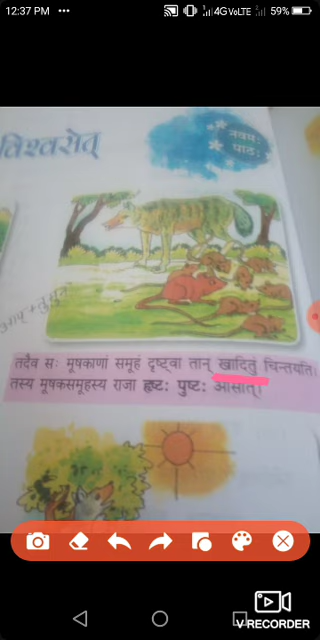 12:37 PM
4G VoLTE
59%
विश्वसेत्
नवमः
पाठः
तदैव सः मूषकाणां समूहं दृष्ट्वा तान् खादितुं चिन्तयति।
तस्य मूषकसमूहस्य राजा हृष्टः पुष्टः आसीत्।
V RECORDER